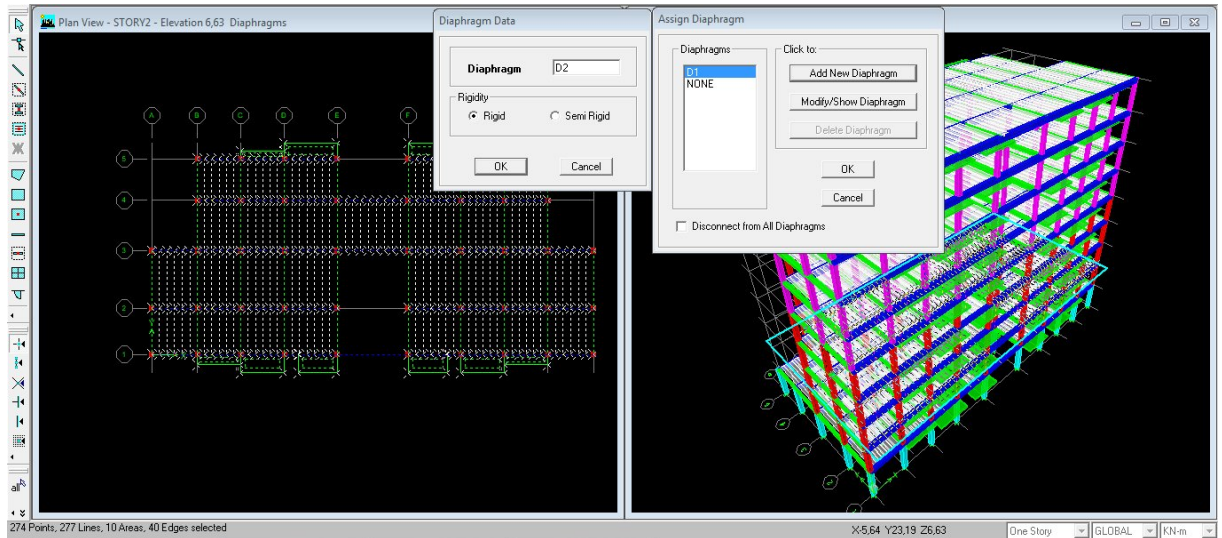 Plan View - STORY2 - Elevation 6,63 Diaphragms
Diaphragm Data
Diaphragm
D2
Rigidity
Rigid
Semi Rigid
OK
Cancel
Assign Diaphragm
Diaphragms
D1
NONE
Click to:
Add New Diaphragm
Modify/Show Diaphragm
Delete Diaphragm
OK
Cancel
Disconnect from All Diaphragms
A B C D E F
5
4
3
2
1
all
274 Points, 277 Lines, 10 Areas, 40 Edges selected
X-5,64 Y23,19 Z6,63
One Story
GLOBAL
KN-m